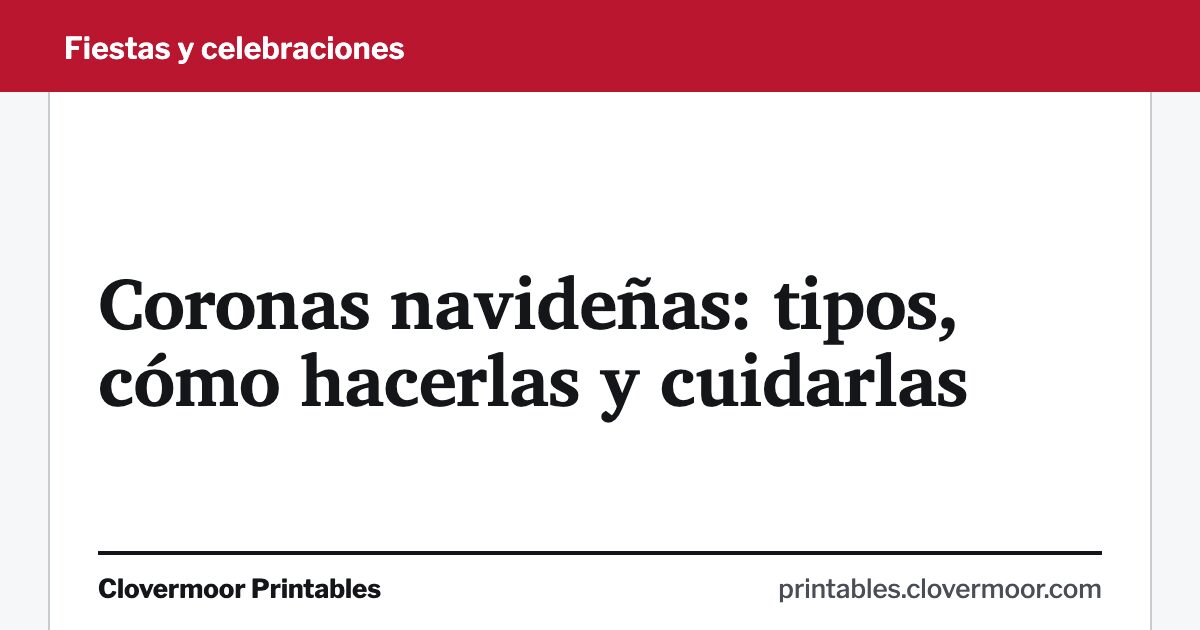 Fiestas y celebraciones
Coronas navideñas: tipos,
cómo hacerlas y cuidarlas
Clovermoor Printables
printables.clovermoor.com